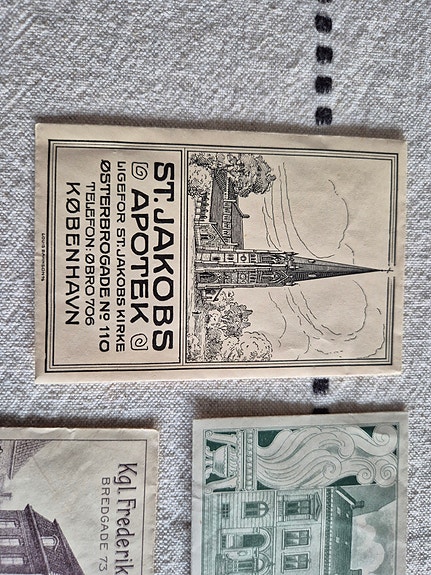 ST. JAKOBS
APOTEK
LIGEFOR ST. JAKOBS KIRKE
ØSTERBROGADE Nº 110
TELEFON: ØBRO 706
KØBENHAVN
Kgl. Frederik
BREDGADE 73